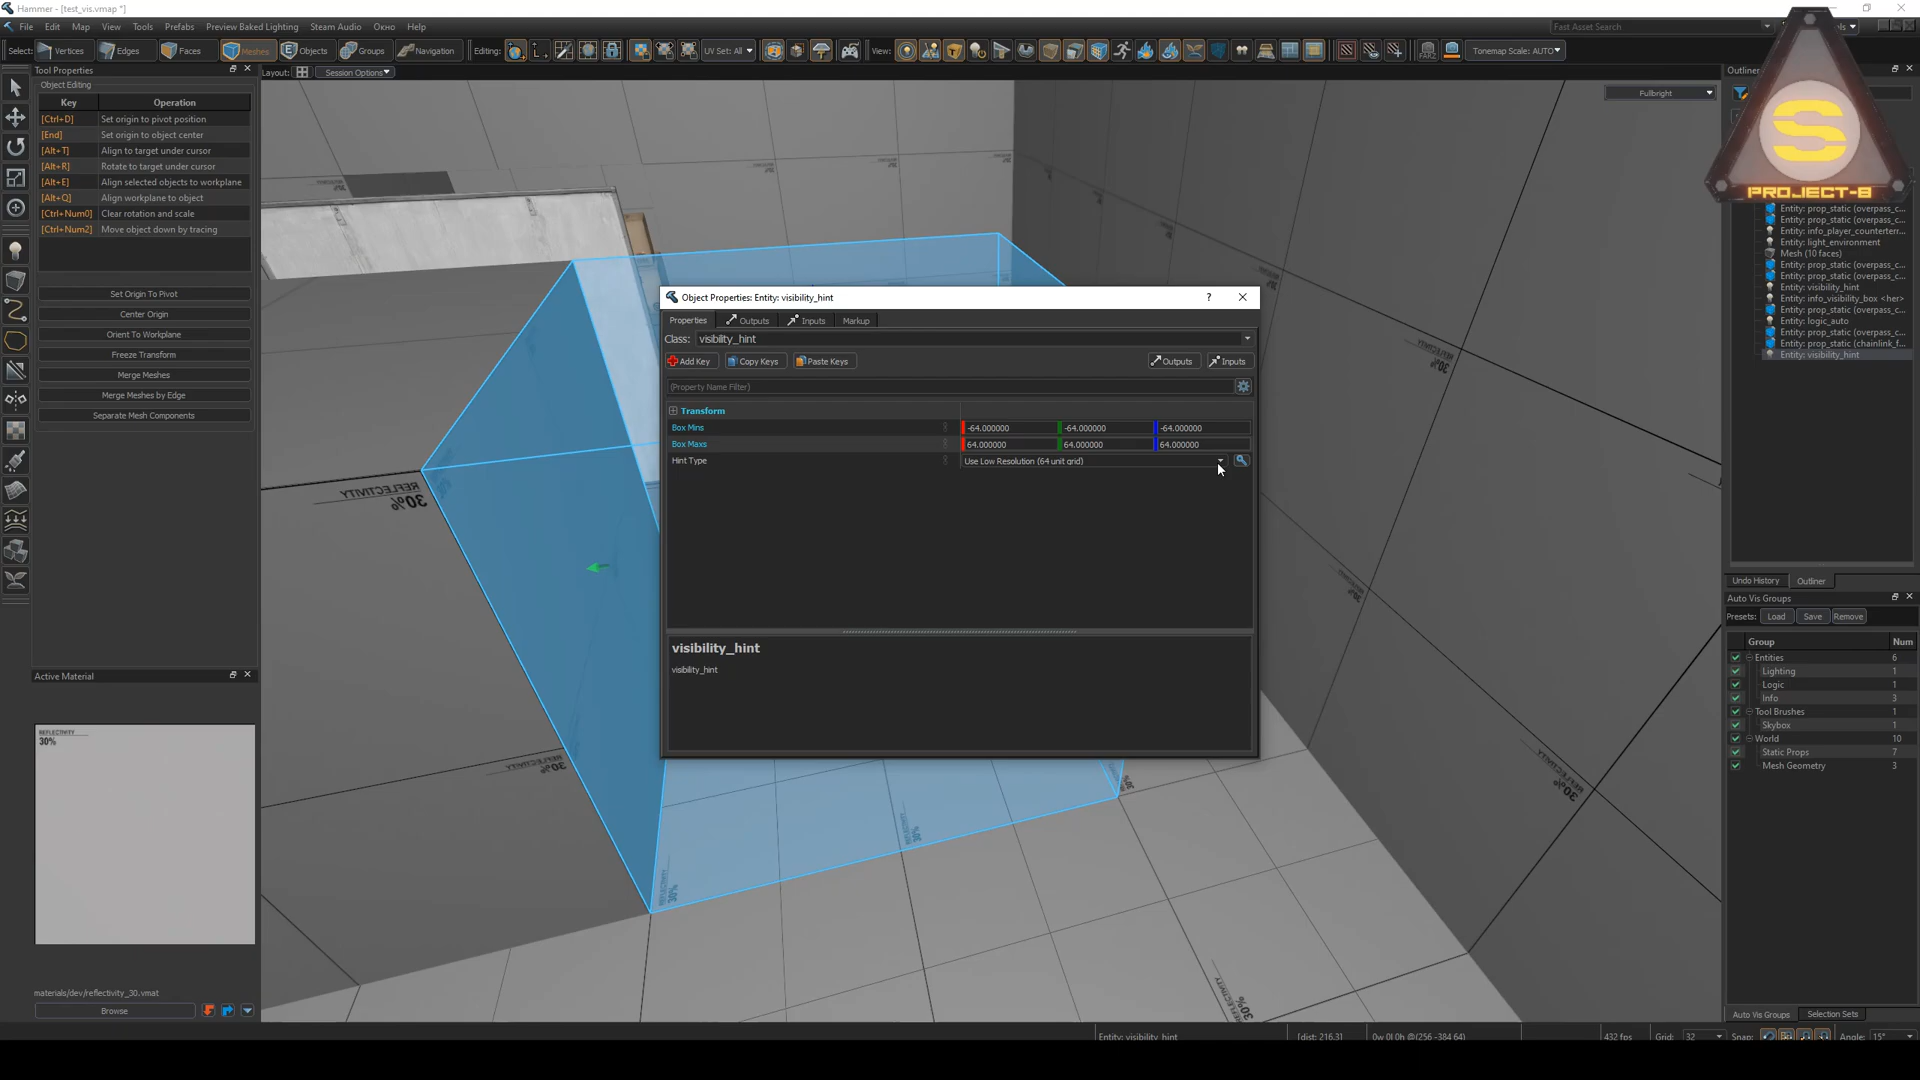 Hammer - [test_vis.vmap *]
File Edit Map View Tools Prefabs Preview Baked Lighting Steam Audio Окно Help
Fast Asset Search
Select: Vertices Edges Faces Meshes Objects Groups Navigation Editing: UV Set: All View: Tonemap Scale: AUTO
Tool Properties
Layout: Session Options
Outliner
Object Editing
Key Operation
[Ctrl+D] Set origin to pivot position
[End] Set origin to object center
[Alt+T] Align to target under cursor
[Alt+R] Rotate to target under cursor
[Alt+E] Align selected objects to workplane
[Alt+Q] Align workplane to object
[Ctrl+Num0] Clear rotation and scale
[Ctrl+Num2] Move object down by tracing
Set Origin To Pivot
Center Origin
Orient To Workplane
Freeze Transform
Merge Meshes
Merge Meshes by Edge
Separate Mesh Components
Fullbright
S
PROJECT-8
Entity: prop_static (overpass_c...
Entity: prop_static (overpass_c...
Entity: info_player_counterterr...
Entity: light_environment
Mesh (10 faces)
Entity: prop_static (overpass_c...
Entity: prop_static (overpass_c...
Entity: visibility_hint
Entity: info_visibility_box <her>
Entity: prop_static (overpass_c...
Entity: logic_auto
Entity: prop_static (overpass_c...
Entity: prop_static (chainlink_f...
Entity: visibility_hint
Object Properties: Entity: visibility_hint
? 
Properties Outputs Inputs Markup
Class: visibility_hint
Add Key Copy Keys Paste Keys Outputs Inputs
(Property Name Filter)
Transform
Box Mins -64.000000 -64.000000 -64.000000
Box Maxs 64.000000 64.000000 64.000000
Hint Type Use Low Resolution (64 unit grid)
visibility_hint
visibility_hint
REFLECTIVITY
30%
Undo History Outliner
Auto Vis Groups
Presets: Load Save Remove
Group Num
Entities 6
Lighting 1
Logic 1
Info 3
Tool Brushes 1
Skybox 1
World 10
Static Props 7
Mesh Geometry 3
Auto Vis Groups Selection Sets
Active Material
REFLECTIVITY
30%
materials/dev/reflectivity_30.vmat
Browse
Entity: visibility_hint [dist: 216.3] 0w 0l 0h @(256 -384 64) 432 fps Grid: 32 Snap: Angle: 15°